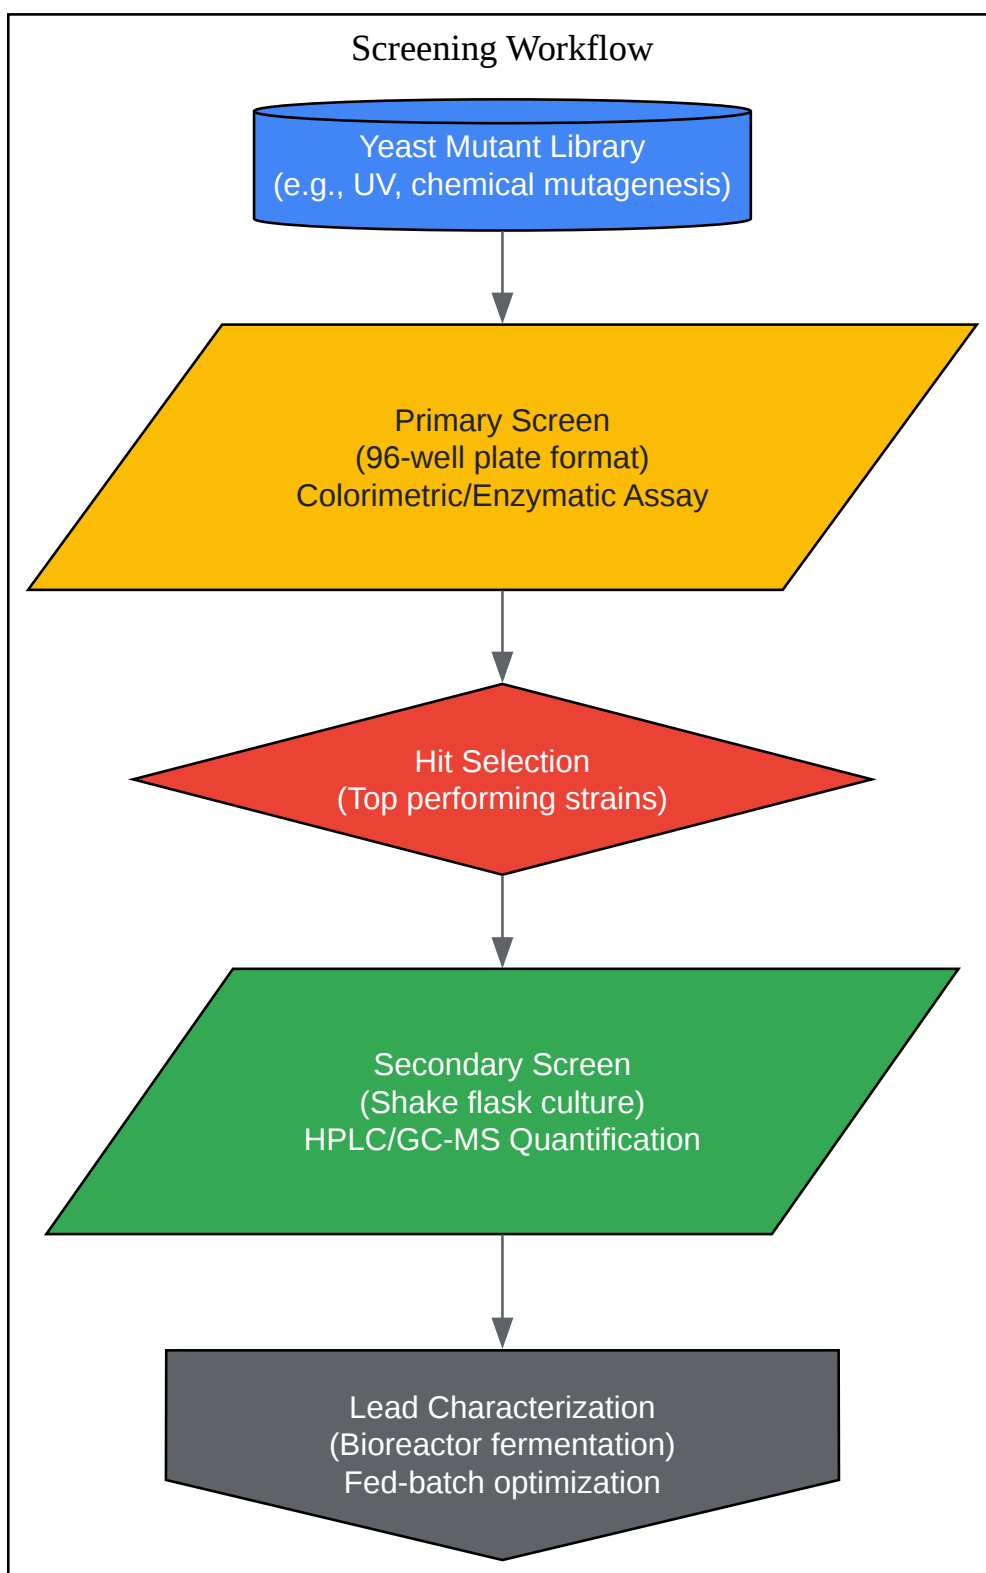 Screening Workflow
Yeast Mutant Library
(e.g., UV, chemical mutagenesis)
Primary Screen
(96-well plate format)
Colorimetric/Enzymatic Assay
Hit Selection
(Top performing strains)
Secondary Screen
(Shake flask culture)
HPLC/GC-MS Quantification
Lead Characterization
(Bioreactor fermentation)
Fed-batch optimization